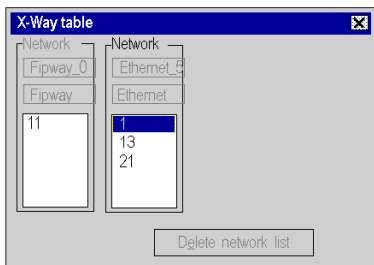 X-Way table
Network
Fipway_0
Fipway
11
Network
Ethernet_5
Ethernet
1
13
21
Delete network list